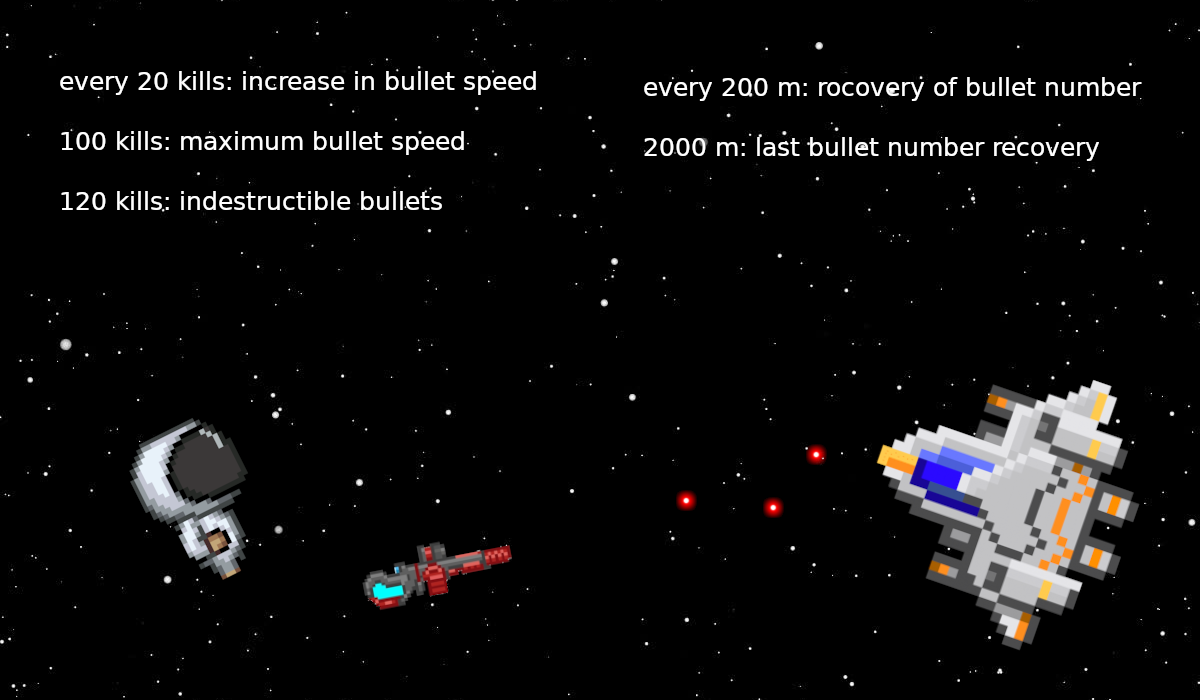 every 20 kills: increase in bullet speed
100 kills: maximum bullet speed
120 kills: indestructible bullets
every 200 m: rocovery of bullet number
2000 m: last bullet number recovery